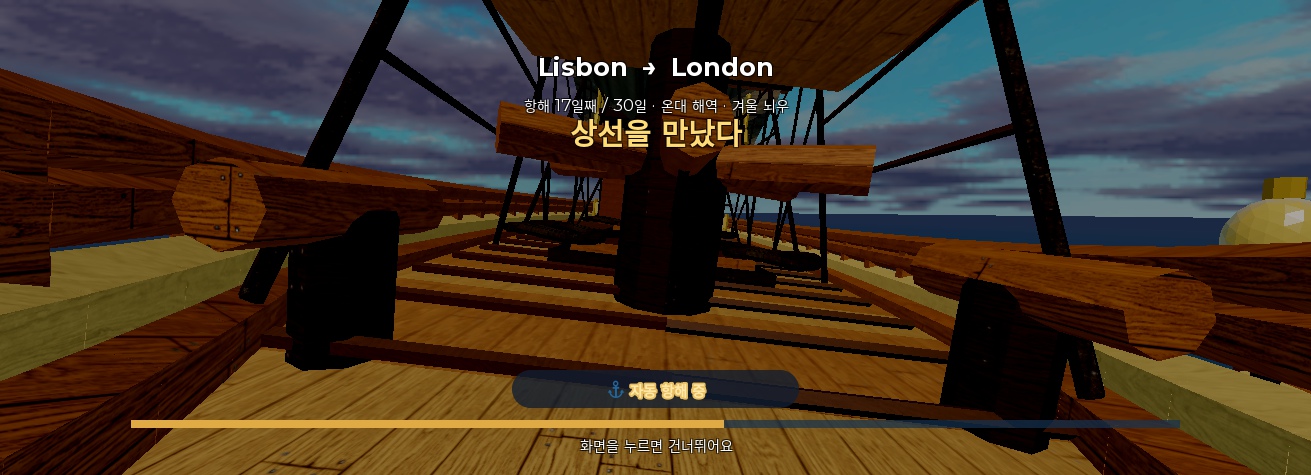 Lisbon → London
항해 17일째 / 30일 · 온대 해역 · 겨울 뇌우
상선을 만났다
⚓ 자동 항해 중
화면을 누르면 건너뛰어요